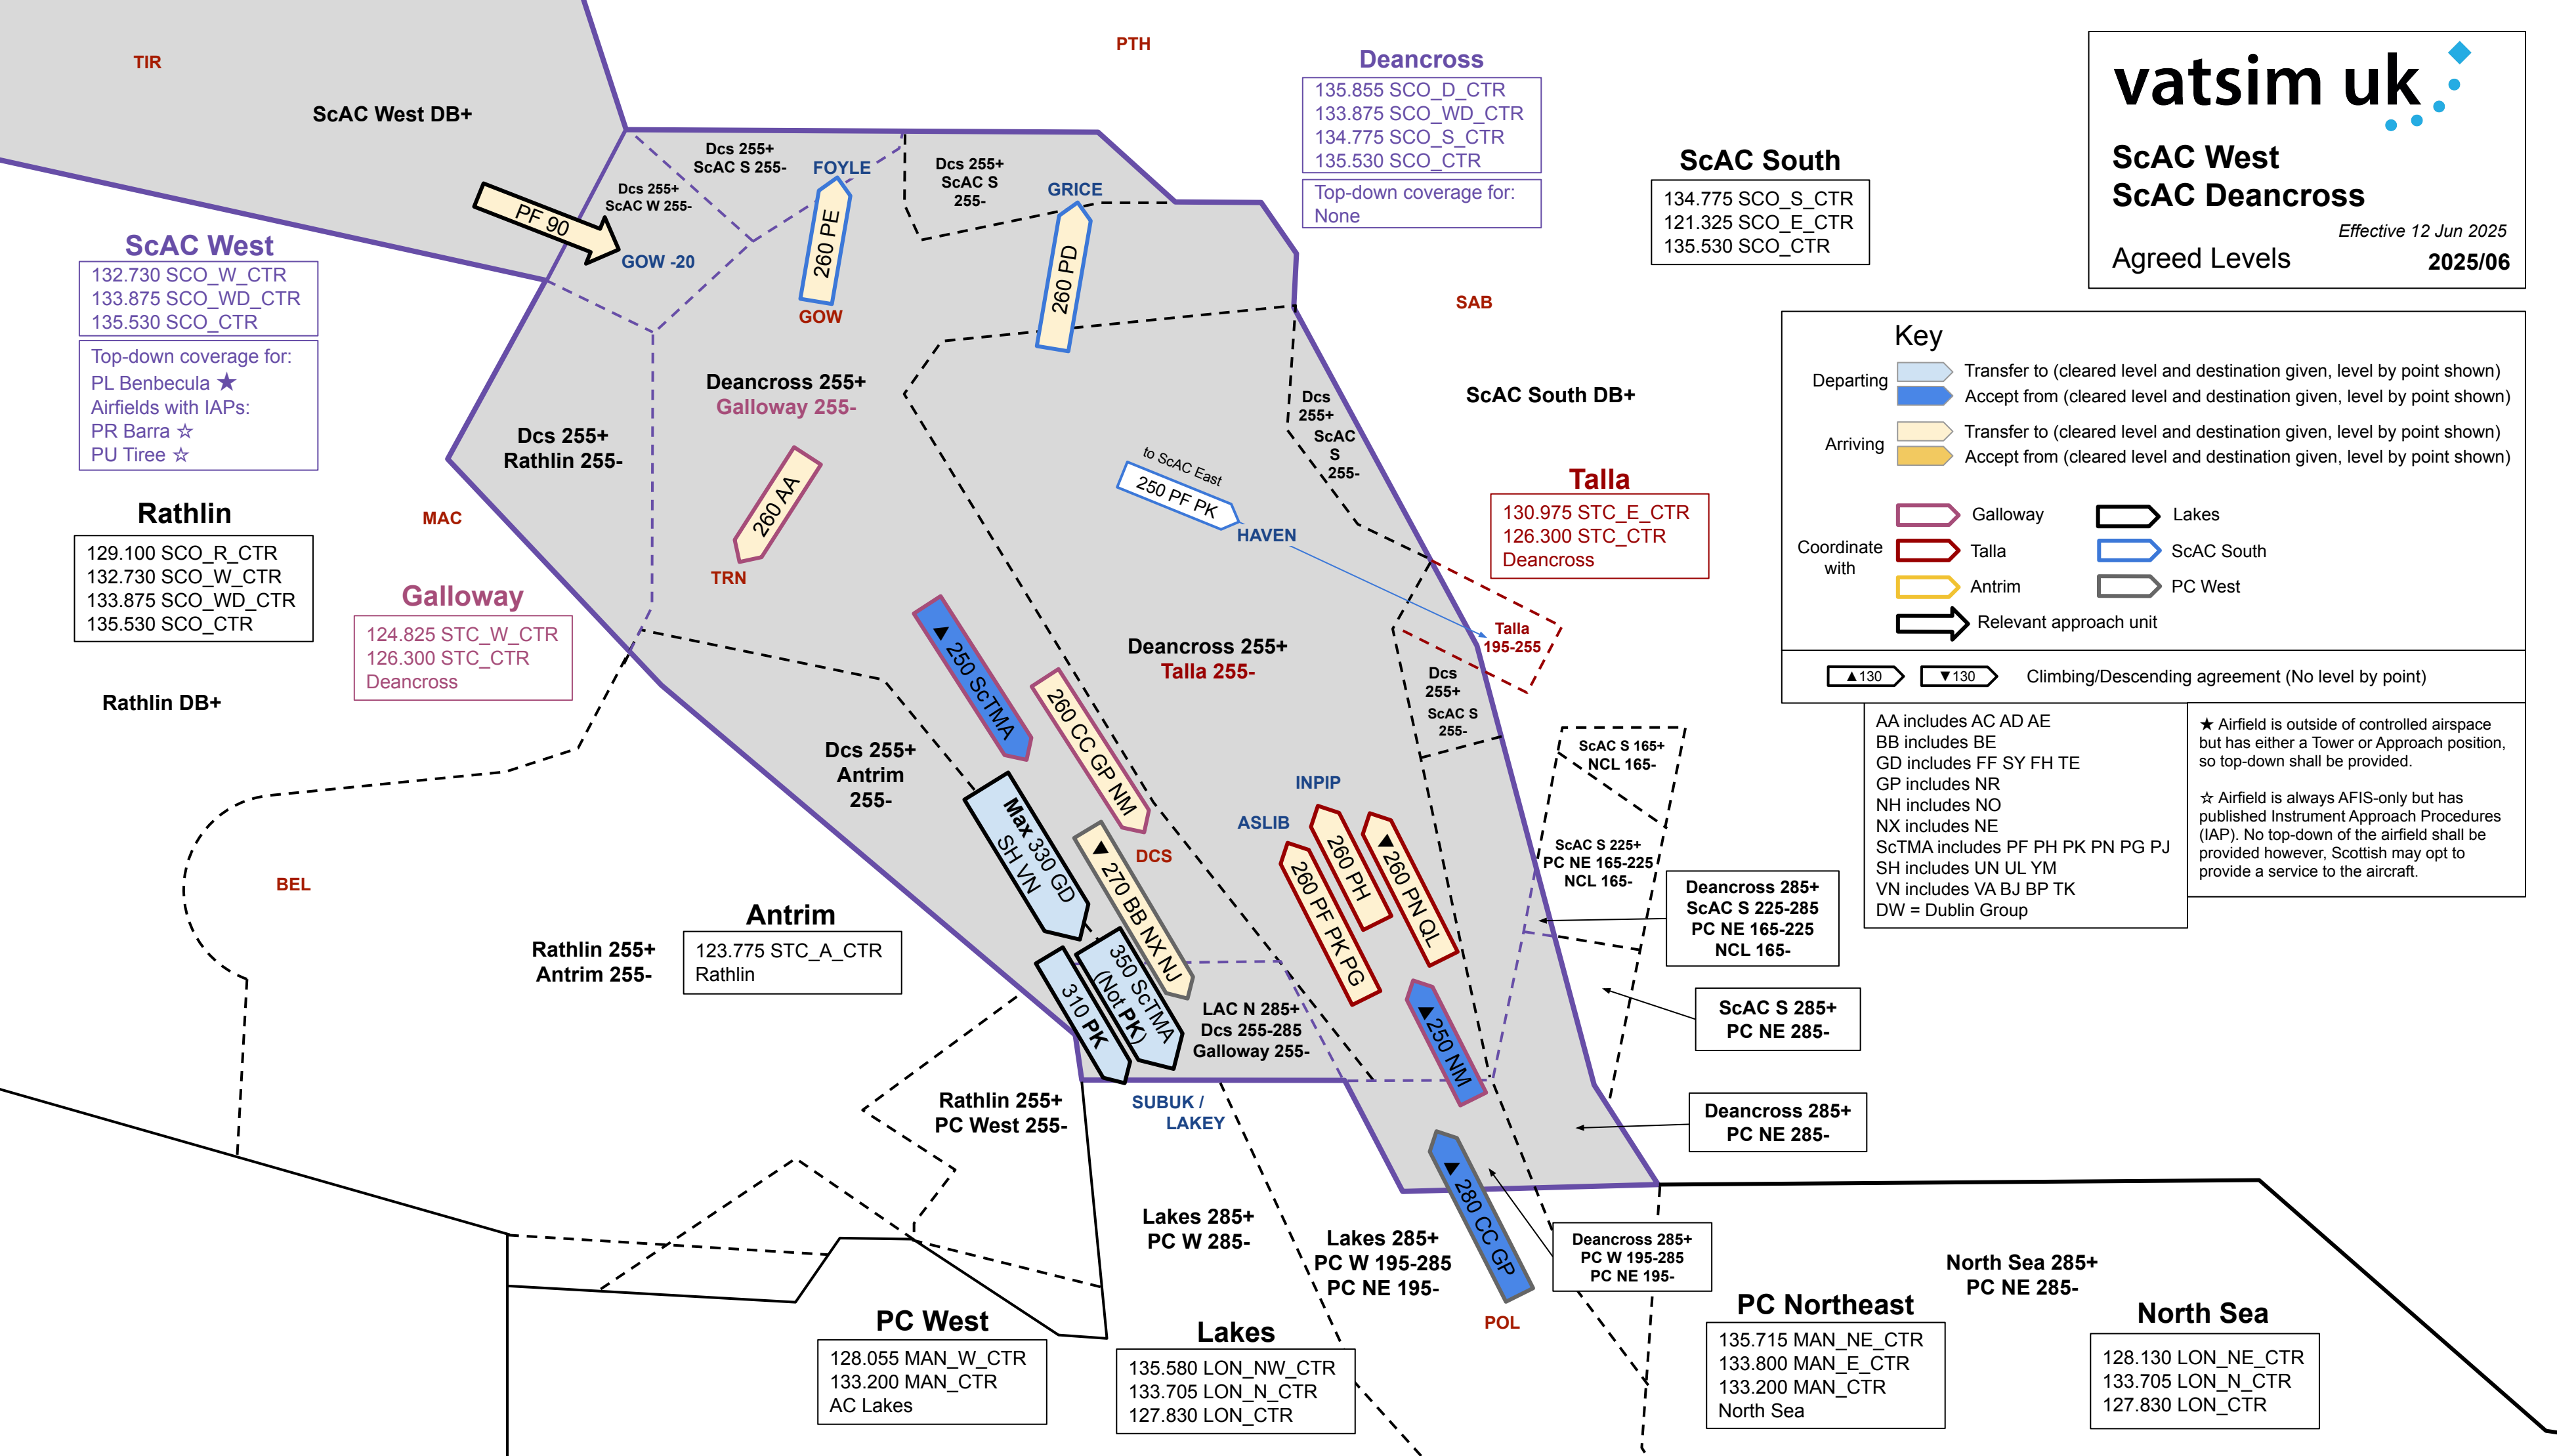 TIR
PTH
ScAC West DB+
Dcs 255+
ScAC S 255-
FOYLE
Dcs 255+
ScAC S
255-
GRICE
Dcs 255+
ScAC W 255-
PF 90
GOW -20
260 PE
GOW
260 PD
Deancross
135.855 SCO_D_CTR
133.875 SCO_WD_CTR
134.775 SCO_S_CTR
135.530 SCO_CTR
Top-down coverage for:
None
ScAC South
134.775 SCO_S_CTR
121.325 SCO_E_CTR
135.530 SCO_CTR
vatsim uk
ScAC West
ScAC Deancross
Effective 12 Jun 2025
Agreed Levels
2025/06
ScAC West
132.730 SCO_W_CTR
133.875 SCO_WD_CTR
135.530 SCO_CTR
Top-down coverage for:
PL Benbecula ★
Airfields with IAPs:
PR Barra ☆
PU Tiree ☆
SAB
Key
Departing
Transfer to (cleared level and destination given, level by point shown)
Accept from (cleared level and destination given, level by point shown)
Arriving
Transfer to (cleared level and destination given, level by point shown)
Accept from (cleared level and destination given, level by point shown)
Coordinate
with
Galloway
Lakes
Talla
ScAC South
Antrim
PC West
Relevant approach unit
▲130
▼130
Climbing/Descending agreement (No level by point)
AA includes AC AD AE
BB includes BE
GD includes FF SY FH TE
GP includes NR
NH includes NO
NX includes NE
ScTMA includes PF PH PK PN PG PJ
SH includes UN UL YM
VN includes VA BJ BP TK
DW = Dublin Group
★ Airfield is outside of controlled airspace
but has either a Tower or Approach position,
so top-down shall be provided.
☆ Airfield is always AFIS-only but has
published Instrument Approach Procedures
(IAP). No top-down of the airfield shall be
provided however, Scottish may opt to
provide a service to the aircraft.
Deancross 255+
Galloway 255-
Dcs 255+
Rathlin 255-
260 AA
TRN
MAC
Rathlin
129.100 SCO_R_CTR
132.730 SCO_W_CTR
133.875 SCO_WD_CTR
135.530 SCO_CTR
Galloway
124.825 STC_W_CTR
126.300 STC_CTR
Deancross
Rathlin DB+
Dcs
255+
ScAC
S
255-
ScAC South DB+
to ScAC East
250 PF PK
HAVEN
Talla
130.975 STC_E_CTR
126.300 STC_CTR
Deancross
Talla
195-255
Deancross 255+
Talla 255-
Dcs
255+
ScAC S
255-
▲ 250 ScTMA
260 CC GP NM
Dcs 255+
Antrim
255-
Max 330 GD
SH VN
▼ 270 BB NX NJ
DCS
INPIP
ASLIB
260 PF PK PG
260 PH
▼ 260 PN QL
ScAC S 165+
NCL 165-
ScAC S 225+
PC NE 165-225
NCL 165-
Deancross 285+
ScAC S 225-285
PC NE 165-225
NCL 165-
ScAC S 285+
PC NE 285-
Deancross 285+
PC NE 285-
BEL
Antrim
123.775 STC_A_CTR
Rathlin
Rathlin 255+
Antrim 255-
310 PK
350 ScTMA
(Not PK)
LAC N 285+
Dcs 255-285
Galloway 255-
▲ 250 NM
SUBUK /
LAKEY
Rathlin 255+
PC West 255-
▼ 280 CC GP
POL
Lakes 285+
PC W 285-
Lakes 285+
PC W 195-285
PC NE 195-
Deancross 285+
PC W 195-285
PC NE 195-
North Sea 285+
PC NE 285-
PC West
128.055 MAN_W_CTR
133.200 MAN_CTR
AC Lakes
Lakes
135.580 LON_NW_CTR
133.705 LON_N_CTR
127.830 LON_CTR
PC Northeast
135.715 MAN_NE_CTR
133.800 MAN_E_CTR
133.200 MAN_CTR
North Sea
North Sea
128.130 LON_NE_CTR
133.705 LON_N_CTR
127.830 LON_CTR